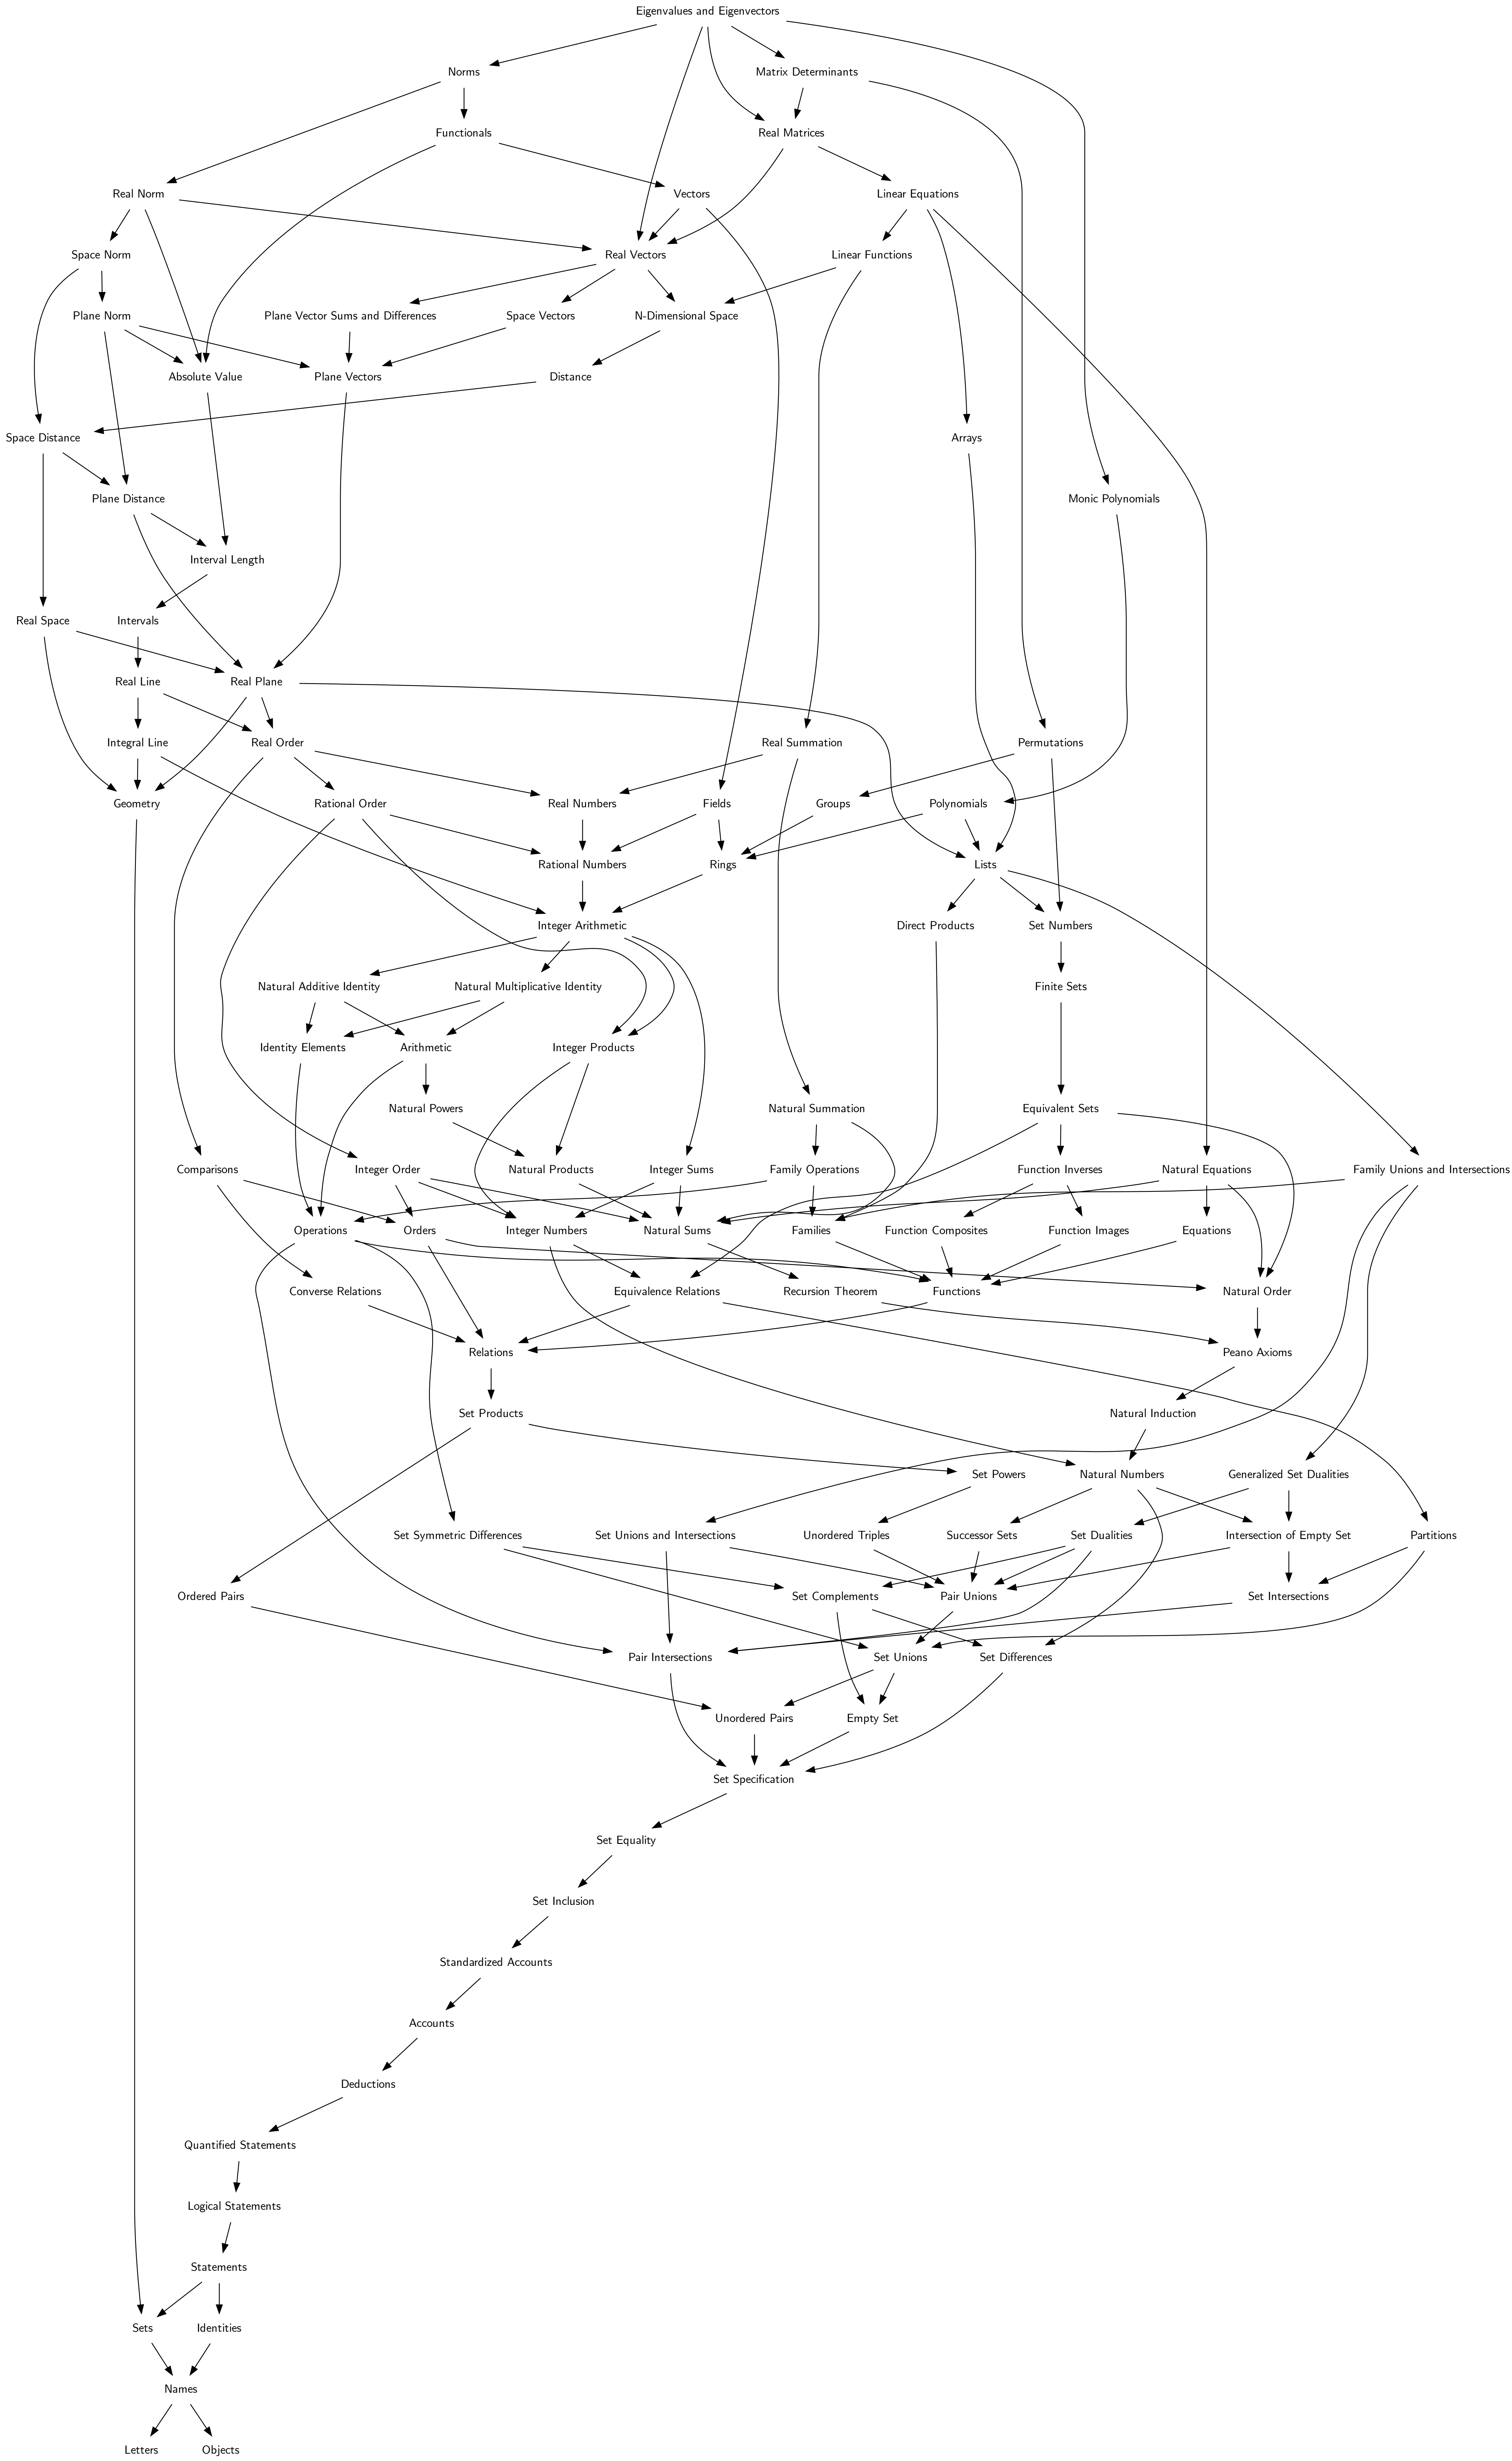 Eigenvalues and Eigenvectors
Norms
Matrix Determinants
Functionals
Real Matrices
Real Norm
Vectors
Linear Equations
Space Norm
Real Vectors
Linear Functions
Plane Norm
Plane Vector Sums and Differences
Space Vectors
N-Dimensional Space
Absolute Value
Plane Vectors
Distance
Space Distance
Arrays
Plane Distance
Monic Polynomials
Interval Length
Real Space
Intervals
Real Line
Real Plane
Integral Line
Real Order
Real Summation
Permutations
Geometry
Rational Order
Real Numbers
Fields
Groups
Polynomials
Rational Numbers
Rings
Lists
Integer Arithmetic
Direct Products
Set Numbers
Natural Additive Identity
Natural Multiplicative Identity
Finite Sets
Identity Elements
Arithmetic
Integer Products
Natural Powers
Natural Summation
Equivalent Sets
Comparisons
Integer Order
Natural Products
Integer Sums
Family Operations
Function Inverses
Natural Equations
Family Unions and Intersections
Operations
Orders
Integer Numbers
Natural Sums
Families
Function Composites
Function Images
Equations
Converse Relations
Equivalence Relations
Recursion Theorem
Functions
Natural Order
Relations
Peano Axioms
Set Products
Natural Induction
Set Powers
Natural Numbers
Generalized Set Dualities
Set Symmetric Differences
Set Unions and Intersections
Unordered Triples
Successor Sets
Set Dualities
Intersection of Empty Set
Partitions
Ordered Pairs
Set Complements
Pair Unions
Set Intersections
Pair Intersections
Set Unions
Set Differences
Unordered Pairs
Empty Set
Set Specification
Set Equality
Set Inclusion
Standardized Accounts
Accounts
Deductions
Quantified Statements
Logical Statements
Statements
Sets
Identities
Names
Letters
Objects